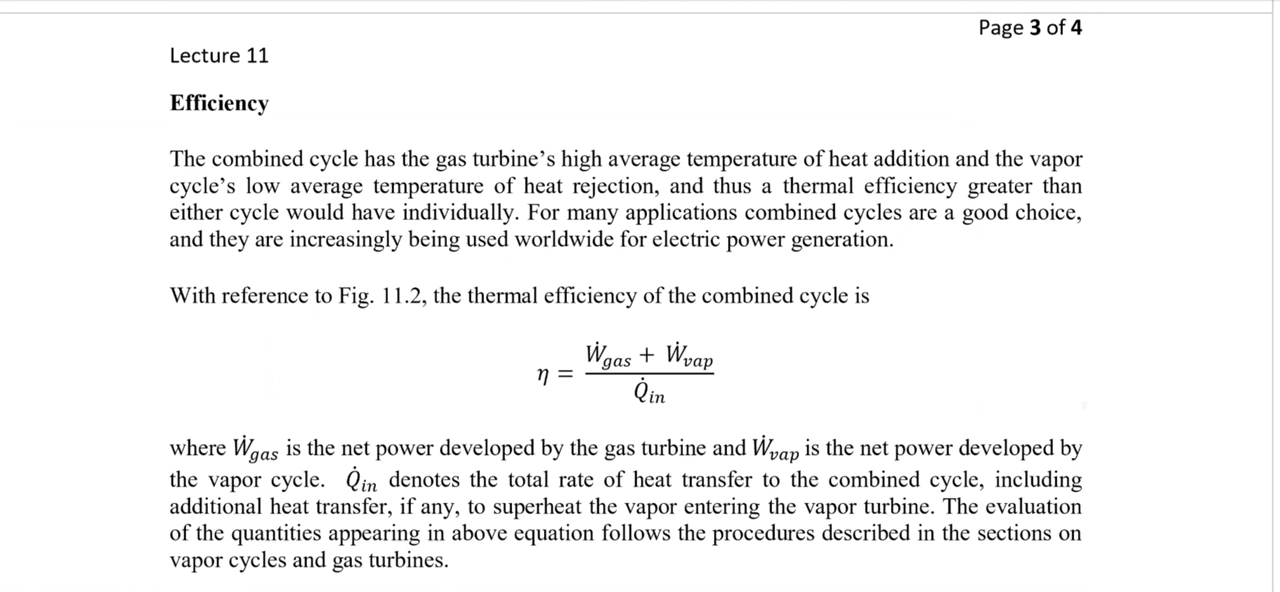 Page 3 of 4
Lecture 11
Efficiency
The combined cycle has the gas turbine’s high average temperature of heat addition and the vapor
cycle’s low average temperature of heat rejection, and thus a thermal efficiency greater than
either cycle would have individually. For many applications combined cycles are a good choice,
and they are increasingly being used worldwide for electric power generation.
With reference to Fig. 11.2, the thermal efficiency of the combined cycle is
η = (Ẇgas + Ẇvap) / Q̇in
where Ẇgas is the net power developed by the gas turbine and Ẇvap is the net power developed by
the vapor cycle. Q̇in denotes the total rate of heat transfer to the combined cycle, including
additional heat transfer, if any, to superheat the vapor entering the vapor turbine. The evaluation
of the quantities appearing in above equation follows the procedures described in the sections on
vapor cycles and gas turbines.